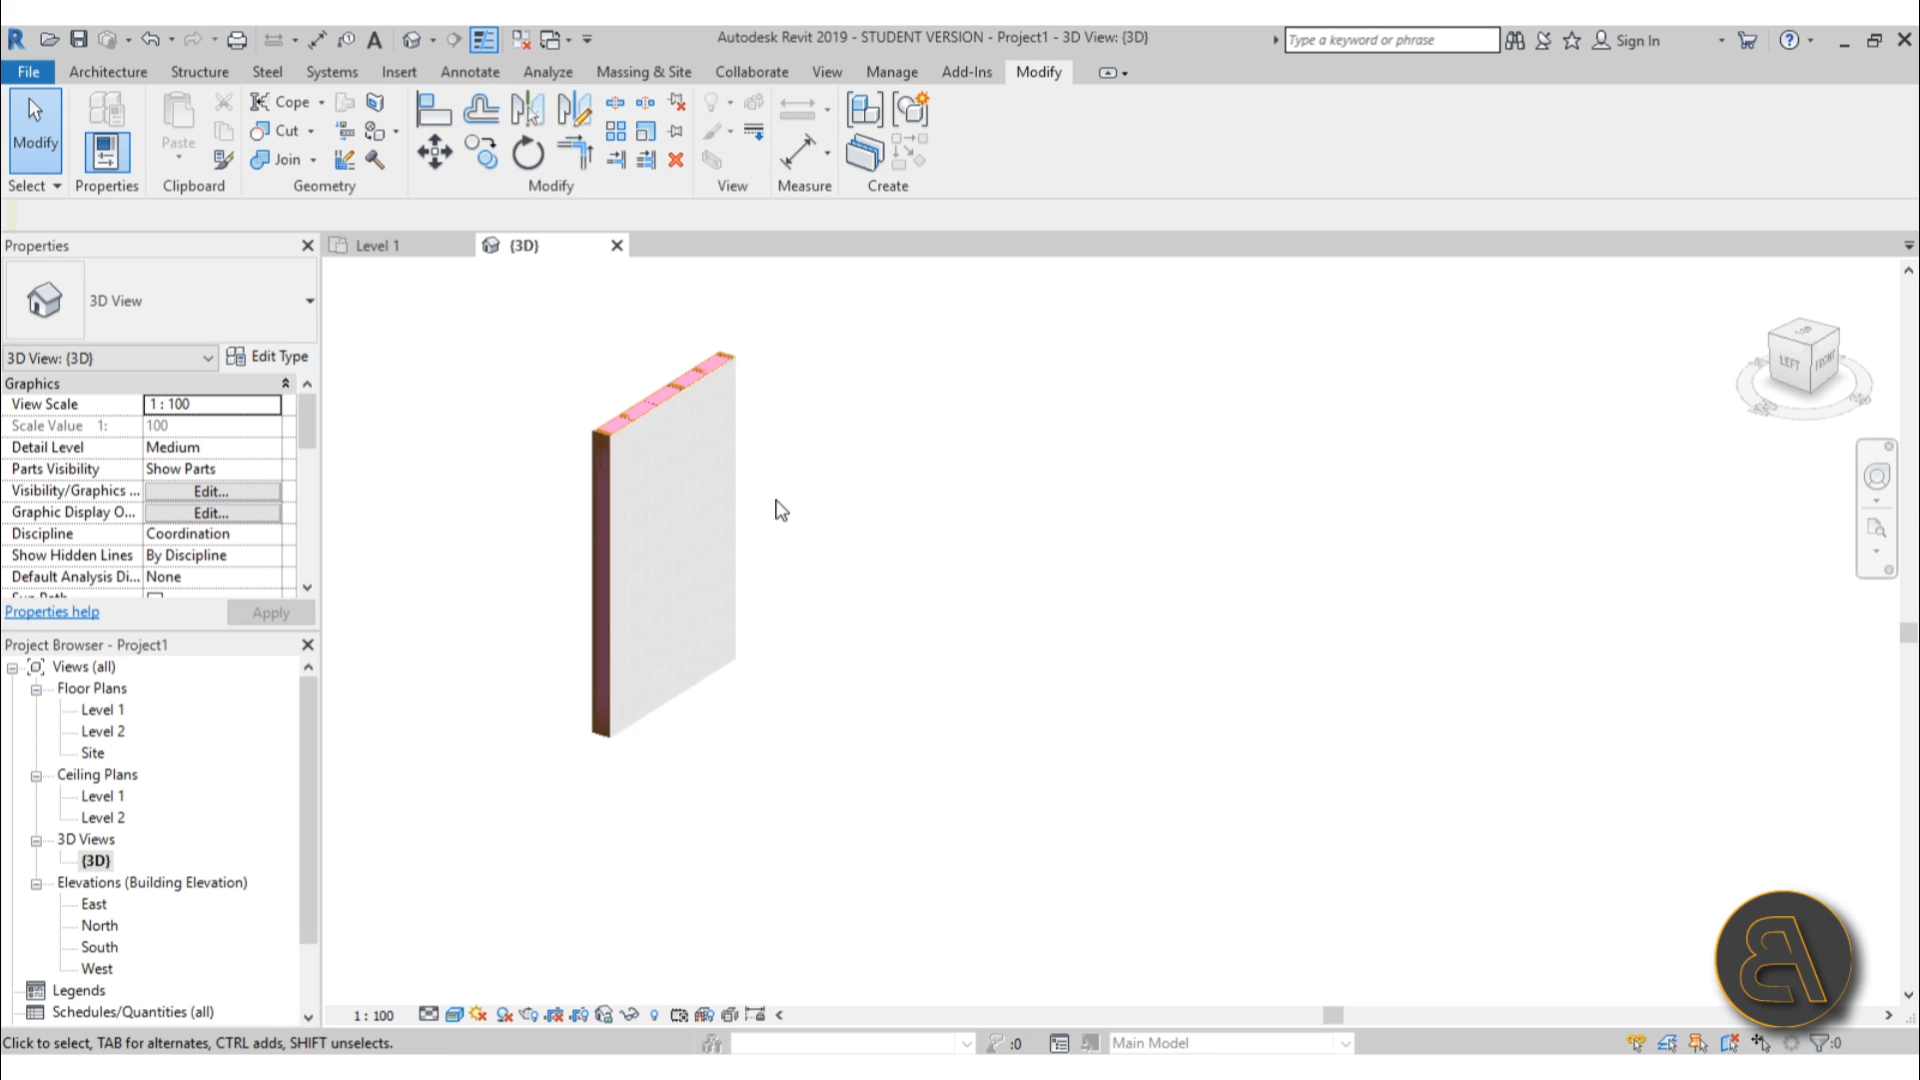 Autodesk Revit 2019 - STUDENT VERSION - Project1 - 3D View: {3D}
Type a keyword or phrase
Sign In
File Architecture Structure Steel Systems Insert Annotate Analyze Massing & Site Collaborate View Manage Add-Ins Modify
Modify
Paste
Cope
Cut
Join
Select Properties Clipboard Geometry Modify View Measure Create
Properties
Level 1
{3D}
3D View
3D View: {3D}
Edit Type
Graphics
View Scale 1 : 100
Scale Value 1: 100
Detail Level Medium
Parts Visibility Show Parts
Visibility/Graphics ... Edit...
Graphic Display O... Edit...
Discipline Coordination
Show Hidden Lines By Discipline
Default Analysis Di... None
Sun Path
Properties help
Apply
LEFT
FRONT
Project Browser - Project1
Views (all)
Floor Plans
Level 1
Level 2
Site
Ceiling Plans
Level 1
Level 2
3D Views
{3D}
Elevations (Building Elevation)
East
North
South
West
Legends
Schedules/Quantities (all)
1 : 100
Click to select, TAB for alternates, CTRL adds, SHIFT unselects.
:0
Main Model
:0